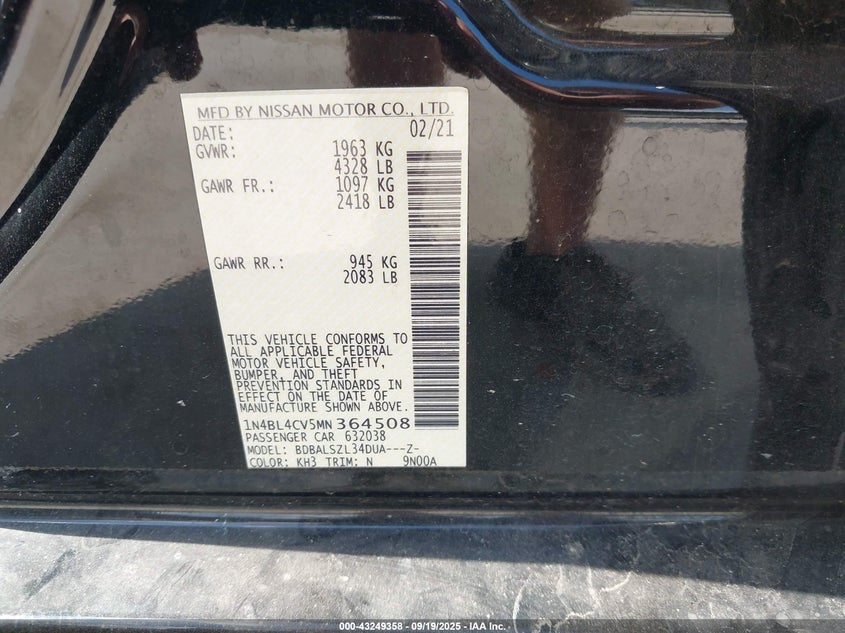 MFD BY NISSAN MOTOR CO., LTD.
DATE: 02/21
GVWR: 1963 KG
4328 LB
GAWR FR.: 1097 KG
2418 LB
GAWR RR.: 945 KG
2083 LB
THIS VEHICLE CONFORMS TO
ALL APPLICABLE FEDERAL
MOTOR VEHICLE SAFETY,
BUMPER, AND THEFT
PREVENTION STANDARDS IN
EFFECT ON THE DATE OF
MANUFACTURE SHOWN ABOVE.
1N4BL4CV5MN364508
PASSENGER CAR 632038
MODEL: BDBALSZL34DUA---Z-
COLOR: KH3 TRIM: N 9N00A
000-43249358 - 09/19/2025 - IAA Inc.